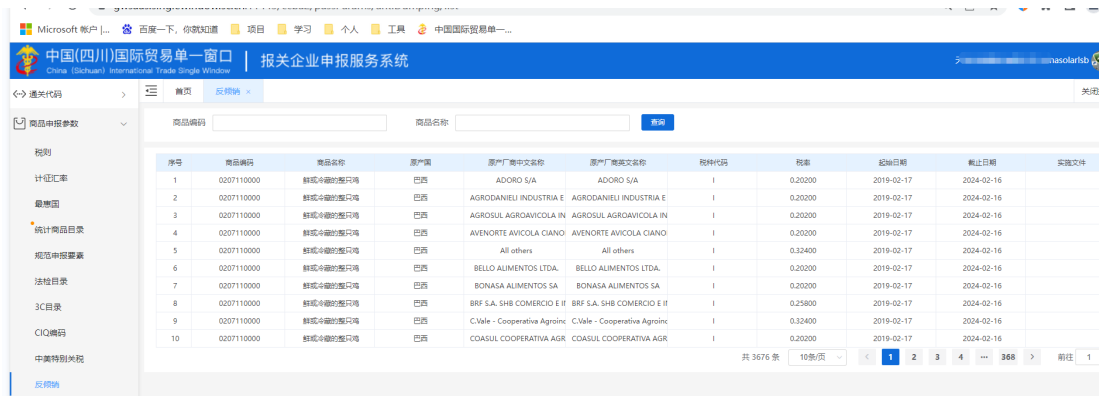 Microsoft 帐户 |... 百度一下，你就知道 项目 学习 个人 工具 中国国际贸易单一...
中国(四川)国际贸易单一窗口 | 报关企业申报服务系统
China (Sichuan) International Trade Single Window
nasolarlsb
通关代码 > 首页 反倾销 × 关闭
商品申报参数 商品编码 商品名称 查询
税则
计征汇率
最惠国
统计商品目录
规范申报要素
法检目录
3C目录
CIQ编码
中美特别关税
反倾销
序号 商品编码 商品名称 原产国 原产厂商中文名称 原产厂商英文名称 税种代码 税率 起始日期 截止日期 实施文件
1 0207110000 鲜或冷藏的整只鸡 巴西 ADORO S/A ADORO S/A I 0.20200 2019-02-17 2024-02-16
2 0207110000 鲜或冷藏的整只鸡 巴西 AGRODANIELI INDUSTRIA E AGRODANIELI INDUSTRIA E I 0.20200 2019-02-17 2024-02-16
3 0207110000 鲜或冷藏的整只鸡 巴西 AGROSUL AGROAVICOLA IN AGROSUL AGROAVICOLA IN I 0.20200 2019-02-17 2024-02-16
4 0207110000 鲜或冷藏的整只鸡 巴西 AVENORTE AVICOLA CIANO AVENORTE AVICOLA CIANO I 0.20200 2019-02-17 2024-02-16
5 0207110000 鲜或冷藏的整只鸡 巴西 All others All others I 0.32400 2019-02-17 2024-02-16
6 0207110000 鲜或冷藏的整只鸡 巴西 BELLO ALIMENTOS LTDA. BELLO ALIMENTOS LTDA. I 0.20200 2019-02-17 2024-02-16
7 0207110000 鲜或冷藏的整只鸡 巴西 BONASA ALIMENTOS SA BONASA ALIMENTOS SA I 0.20200 2019-02-17 2024-02-16
8 0207110000 鲜或冷藏的整只鸡 巴西 BRF S.A. SHB COMERCIO E I BRF S.A. SHB COMERCIO E I I 0.25800 2019-02-17 2024-02-16
9 0207110000 鲜或冷藏的整只鸡 巴西 C.Vale - Cooperativa Agroinc C.Vale - Cooperativa Agroinc I 0.32400 2019-02-17 2024-02-16
10 0207110000 鲜或冷藏的整只鸡 巴西 COASUL COOPERATIVA AGR COASUL COOPERATIVA AGR I 0.20200 2019-02-17 2024-02-16
共 3676 条 10条/页 < 1 2 3 4 ... 368 > 前往 1